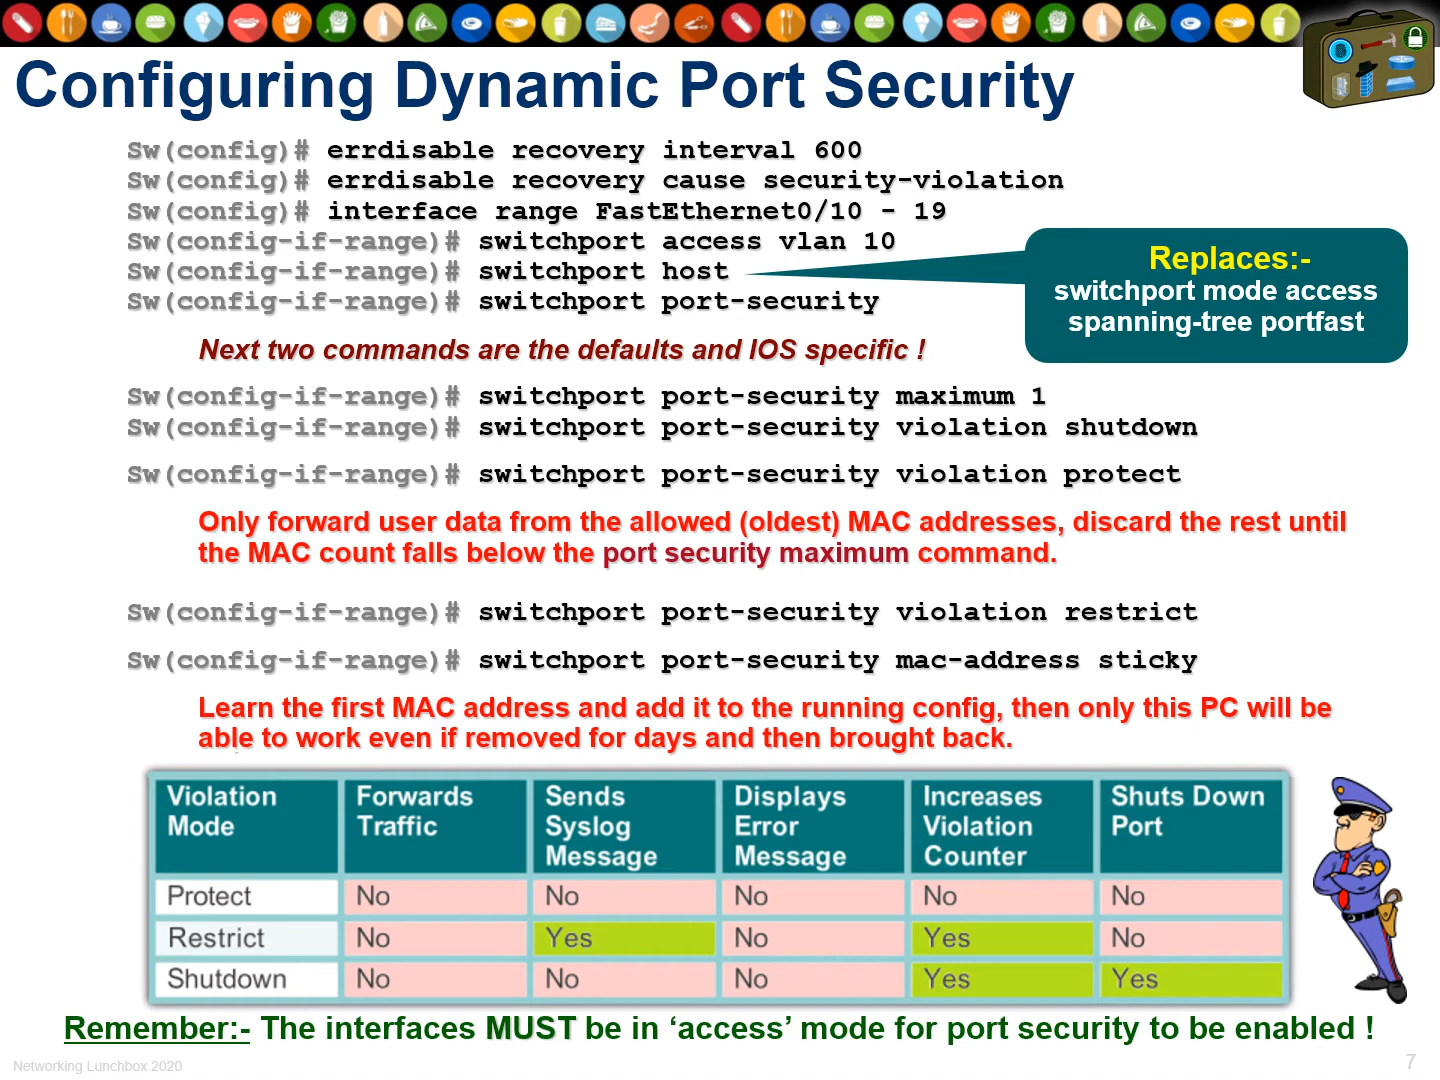 Configuring Dynamic Port Security
Sw(config)# errdisable recovery interval 600
Sw(config)# errdisable recovery cause security-violation
Sw(config)# interface range FastEthernet0/10 - 19
Sw(config-if-range)# switchport access vlan 10
Sw(config-if-range)# switchport host
Sw(config-if-range)# switchport port-security
Replaces:-
switchport mode access
spanning-tree portfast
Next two commands are the defaults and IOS specific !
Sw(config-if-range)# switchport port-security maximum 1
Sw(config-if-range)# switchport port-security violation shutdown
Sw(config-if-range)# switchport port-security violation protect
Only forward user data from the allowed (oldest) MAC addresses, discard the rest until
the MAC count falls below the port security maximum command.
Sw(config-if-range)# switchport port-security violation restrict
Sw(config-if-range)# switchport port-security mac-address sticky
Learn the first MAC address and add it to the running config, then only this PC will be
able to work even if removed for days and then brought back.
Violation Mode | Forwards Traffic | Sends Syslog Message | Displays Error Message | Increases Violation Counter | Shuts Down Port
Protect | No | No | No | No | No
Restrict | No | Yes | No | Yes | No
Shutdown | No | No | No | Yes | Yes
Remember:- The interfaces MUST be in ‘access’ mode for port security to be enabled !
Networking Lunchbox 2020
7